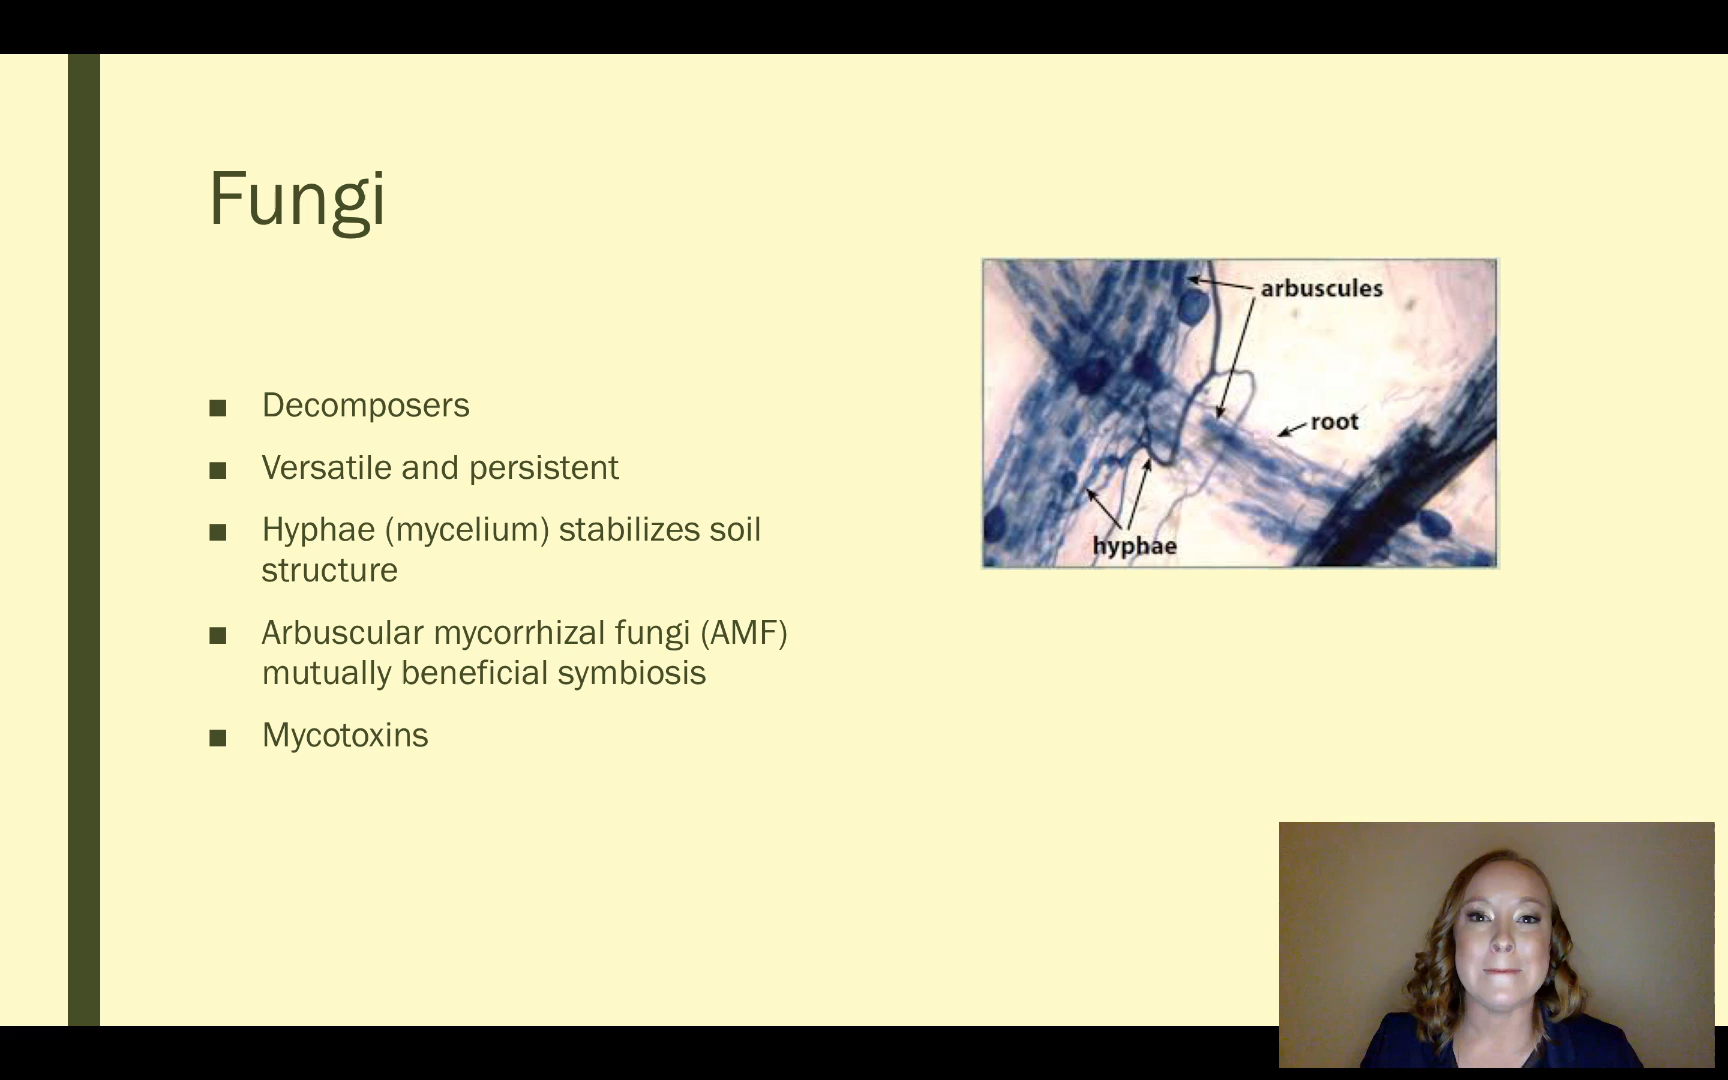 Fungi
■ Decomposers
■ Versatile and persistent
■ Hyphae (mycelium) stabilizes soil
structure
■ Arbuscular mycorrhizal fungi (AMF)
mutually beneficial symbiosis
■ Mycotoxins
arbuscules
root
hyphae